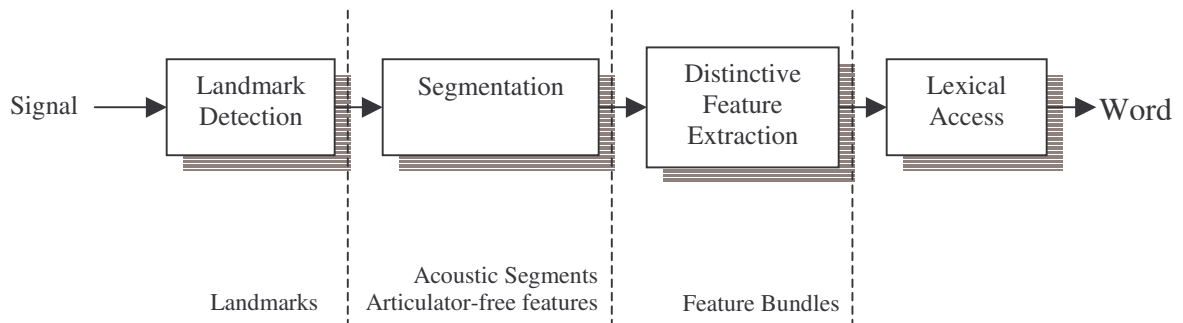 Signal
Landmark
Detection
Segmentation
Distinctive
Feature
Extraction
Lexical
Access
Word
Landmarks
Acoustic Segments
Articulator-free features
Feature Bundles